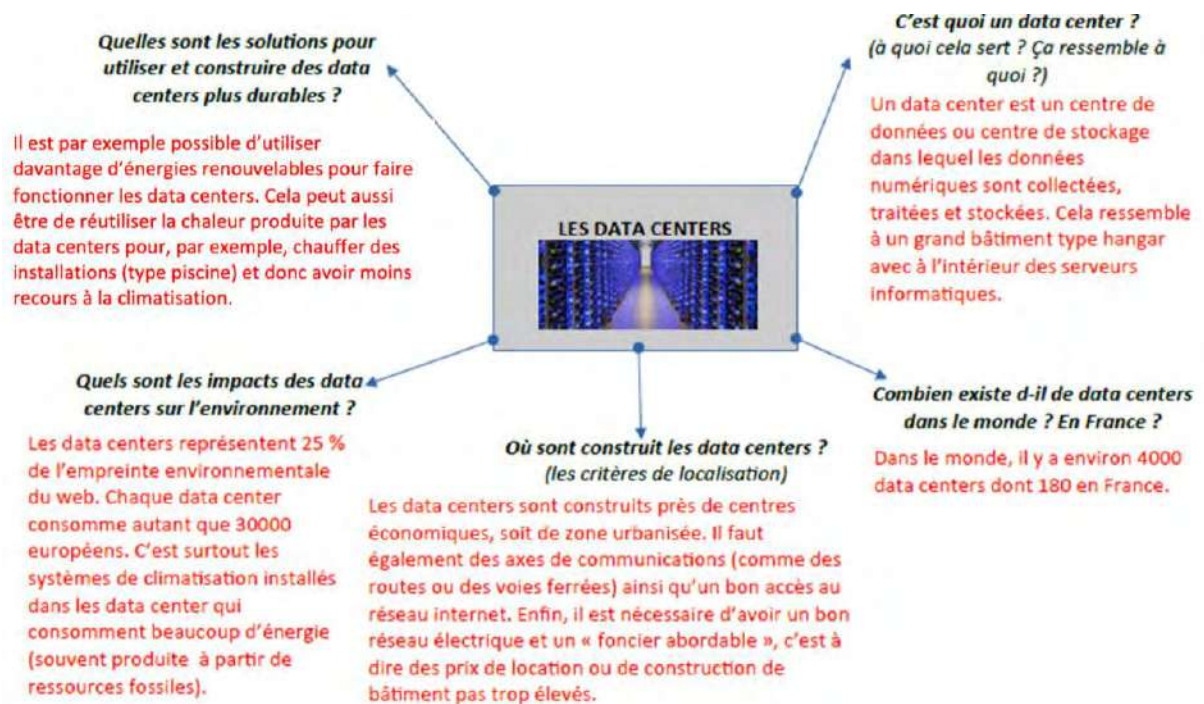 Quelles sont les solutions pour
utiliser et construire des data
centers plus durables ?
Il est par exemple possible d'utiliser
davantage d'énergies renouvelables pour faire
fonctionner les data centers. Cela peut aussi
être de réutiliser la chaleur produite par les
data centers pour, par exemple, chauffer des
installations (type piscine) et donc avoir moins
recours à la climatisation.
C'est quoi un data center ?
(à quoi cela sert ? Ça ressemble à
quoi ?)
Un data center est un centre de
données ou centre de stockage
dans lequel les données
numériques sont collectées,
traitées et stockées. Cela ressemble
à un grand bâtiment type hangar
avec à l'intérieur des serveurs
informatiques.
LES DATA CENTERS
Quels sont les impacts des data
centers sur l'environnement ?
Les data centers représentent 25 %
de l'empreinte environnementale
du web. Chaque data center
consomme autant que 30000
européens. C'est surtout les
systèmes de climatisation installés
dans les data center qui
consomment beaucoup d'énergie
(souvent produite à partir de
ressources fossiles).
Où sont construit les data centers ?
(les critères de localisation)
Les data centers sont construits près de centres
économiques, soit de zone urbanisée. Il faut
également des axes de communications (comme des
routes ou des voies ferrées) ainsi qu'un bon accès au
réseau internet. Enfin, il est nécessaire d'avoir un bon
réseau électrique et un « foncier abordable », c'est à
dire des prix de location ou de construction de
bâtiment pas trop élevés.
Combien existe d-il de data centers
dans le monde ? En France ?
Dans le monde, il y a environ 4000
data centers dont 180 en France.